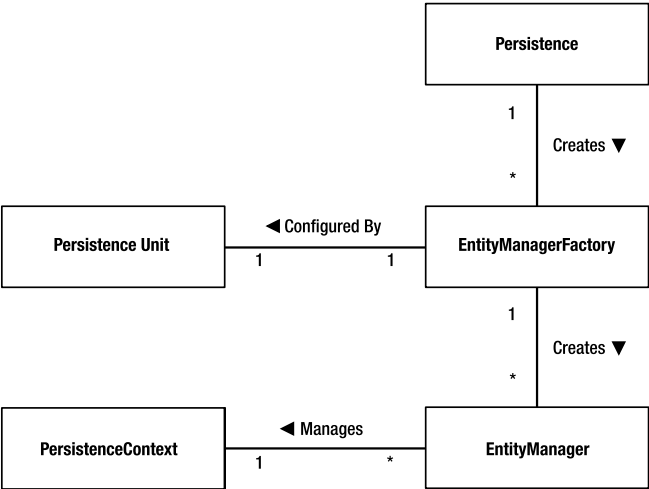 Persistence
1
Creates ▼
*
◀ Configured By
Persistence Unit
EntityManagerFactory
1
1
1
Creates ▼
*
◀ Manages
PersistenceContext
EntityManager
1
*